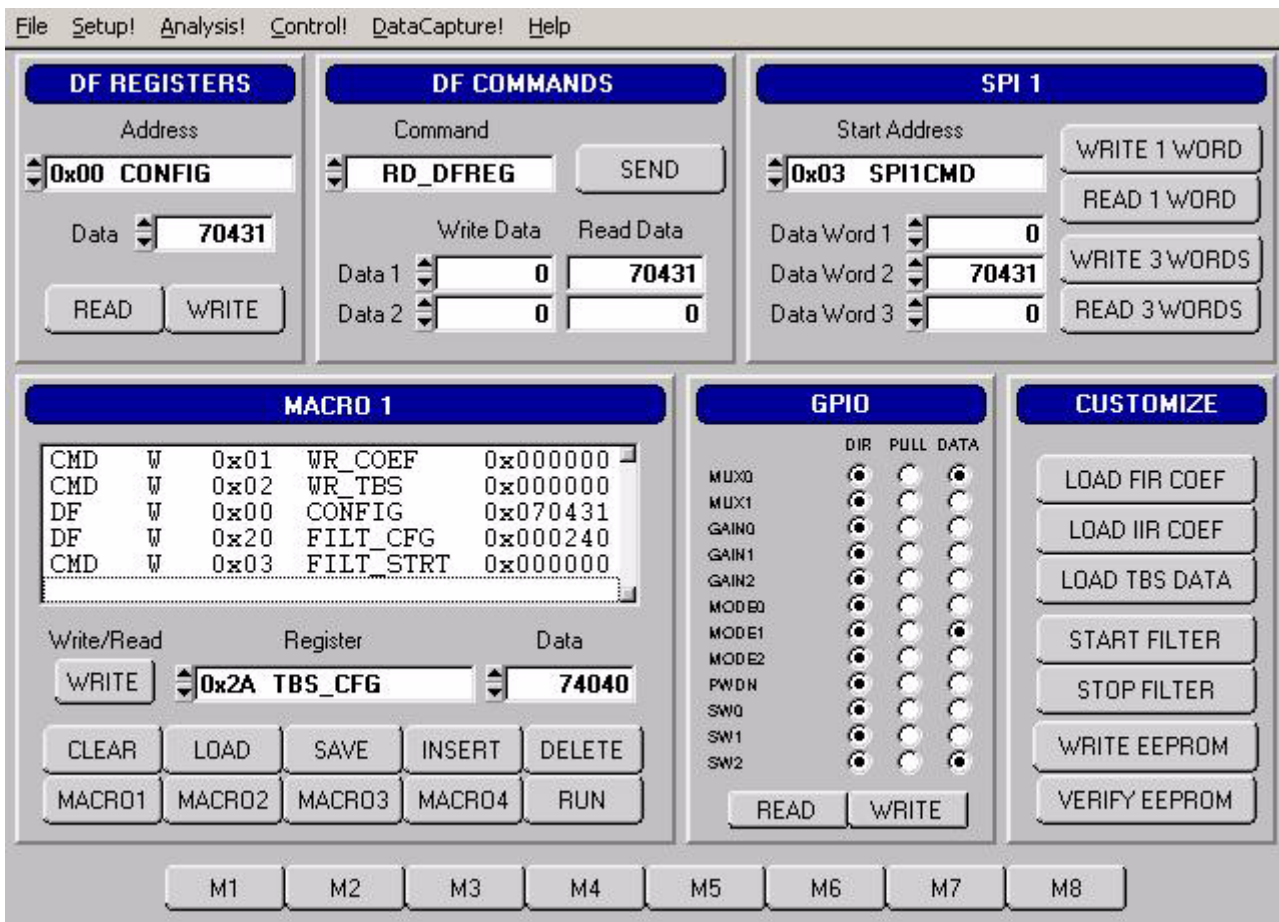 File Setup! Analysis! Control! DataCapture! Help
DF REGISTERS
Address
0x00 CONFIG
Data 70431
READ WRITE
DF COMMANDS
Command
RD_DFREG SEND
Write Data Read Data
Data 1 0 70431
Data 2 0 0
SPI 1
Start Address
0x03 SPI1CMD
Data Word 1 0
Data Word 2 70431
Data Word 3 0
WRITE 1 WORD
READ 1 WORD
WRITE 3 WORDS
READ 3 WORDS
MACRO 1
CMD W 0x01 WR_COEF 0x000000
CMD W 0x02 WR_TBS 0x000000
DF W 0x00 CONFIG 0x070431
DF W 0x20 FILT_CFG 0x000240
CMD W 0x03 FILT_STRT 0x000000
Write/Read Register Data
WRITE 0x2A TBS_CFG 74040
CLEAR LOAD SAVE INSERT DELETE
MACRO1 MACRO2 MACRO3 MACRO4 RUN
GPIO
DIR PULL DATA
MUX0
MUX1
GAIN0
GAIN1
GAIN2
MODE0
MODE1
MODE2
PWDN
SW0
SW1
SW2
READ WRITE
CUSTOMIZE
LOAD FIR COEF
LOAD IIR COEF
LOAD TBS DATA
START FILTER
STOP FILTER
WRITE EEPROM
VERIFY EEPROM
M1 M2 M3 M4 M5 M6 M7 M8